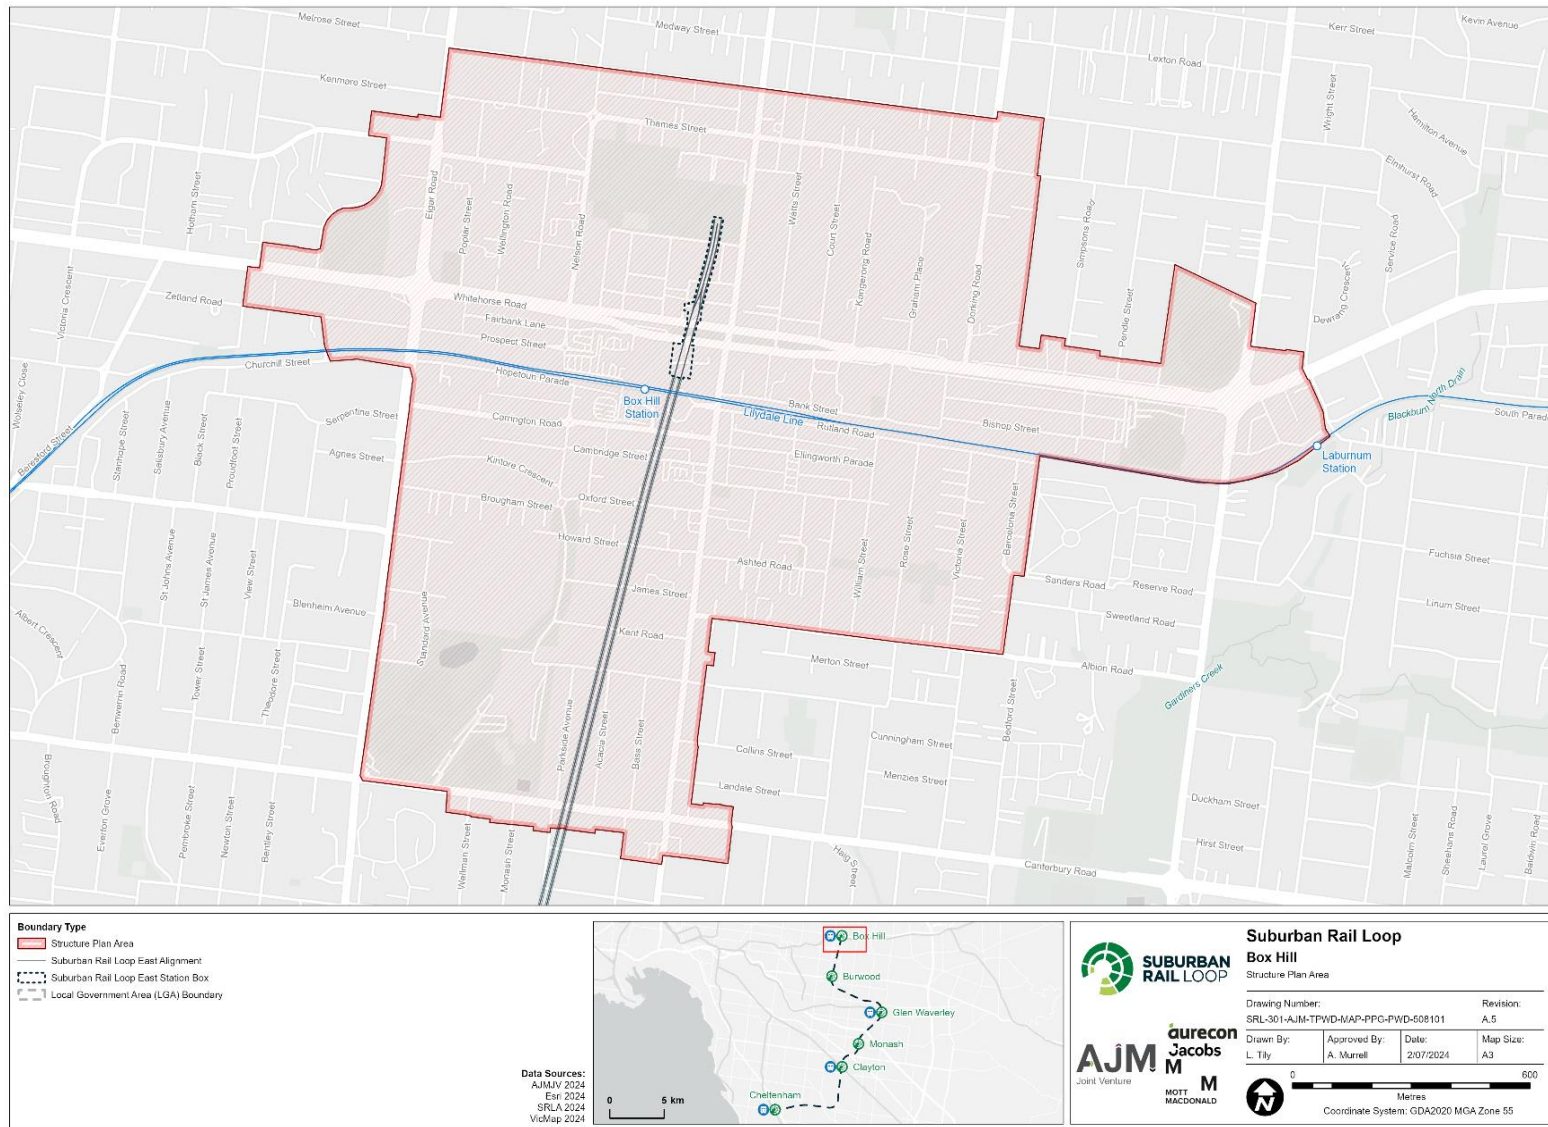 Melrose Street
Medway Street
Kevin Avenue
Kerr Street
Lexton Road
Kenmore Street
Wright Street
Hamilton Avenue
Thames Street
Elmhurst Road
Hotham Street
Elgar Road
Poplar Street
Wellington Road
Nelson Road
Watts Street
Court Street
Kangerong Road
Graham Place
Dorking Road
Simpsons Road
Service Road
Victoria Crescent
Zetland Road
Whitehorse Road
Fairbank Lane
Prospect Street
Pendle Street
Dewrang Crescent
Wolseley Close
Churchill Street
Hopetoun Parade
Box Hill
Station
Bank Street
Lilydale Line
Rutland Road
Bishop Street
Blackburn North Drain
South Parade
Laburnum
Station
Beresford Street
Stanhope Street
Salisbury Avenue
Black Street
Proudfoot Street
Serpentine Street
Agnes Street
Carrington Road
Cambridge Street
Ellingworth Parade
Kintore Crescent
Brougham Street
Oxford Street
Howard Street
Ashted Road
William Street
Rose Street
Victoria Street
Barcelona Street
Fuchsia Street
Sanders Road
Reserve Road
Linum Street
Sweetland Road
St Johns Avenue
St James Avenue
View Street
Blenheim Avenue
Albert Crescent
James Street
Kent Road
Standard Avenue
Merton Street
Albion Road
Gardiners Creek
Benwerrin Road
Tower Street
Theodore Street
Parkside Avenue
Acacia Street
Bass Street
Bedford Street
Collins Street
Cunningham Street
Menzies Street
Landale Street
Duckham Street
Broughton Road
Everton Grove
Pembroke Street
Newton Street
Bentley Street
Wellman Street
Monash Street
Haig Street
Canterbury Road
Hirst Street
Malcolm Street
Sheehans Road
Laurel Grove
Baldwin Road
Boundary Type
Structure Plan Area
Suburban Rail Loop East Alignment
Suburban Rail Loop East Station Box
Local Government Area (LGA) Boundary
Data Sources:
AJMJV 2024
Esri 2024
SRLA 2024
VicMap 2024
Box Hill
Burwood
Glen Waverley
Monash
Clayton
Cheltenham
0 5 km
SUBURBAN
RAIL LOOP
AJM
Joint Venture
aurecon
Jacobs
M
M
MOTT
MACDONALD
Suburban Rail Loop
Box Hill
Structure Plan Area
Drawing Number: Revision:
SRL-301-AJM-TPWD-MAP-PPG-PWD-508101 A.5
Drawn By: Approved By: Date: Map Size:
L. Tily A. Murrell 2/07/2024 A3
0 600
Metres
N
Coordinate System: GDA2020 MGA Zone 55